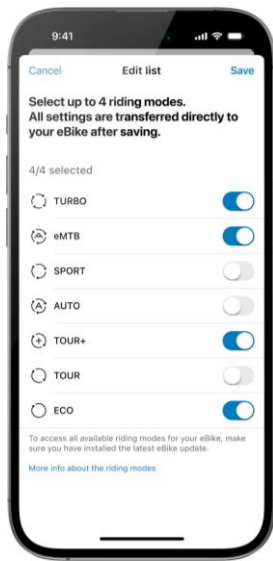 9:41
Cancel Edit list Save
Select up to 4 riding modes.
All settings are transferred directly to
your eBike after saving.
4/4 selected
TURBO
eMTB
SPORT
AUTO
TOUR+
TOUR
ECO
To access all available riding modes for your eBike, make
sure you have installed the latest eBike update.
More info about the riding modes